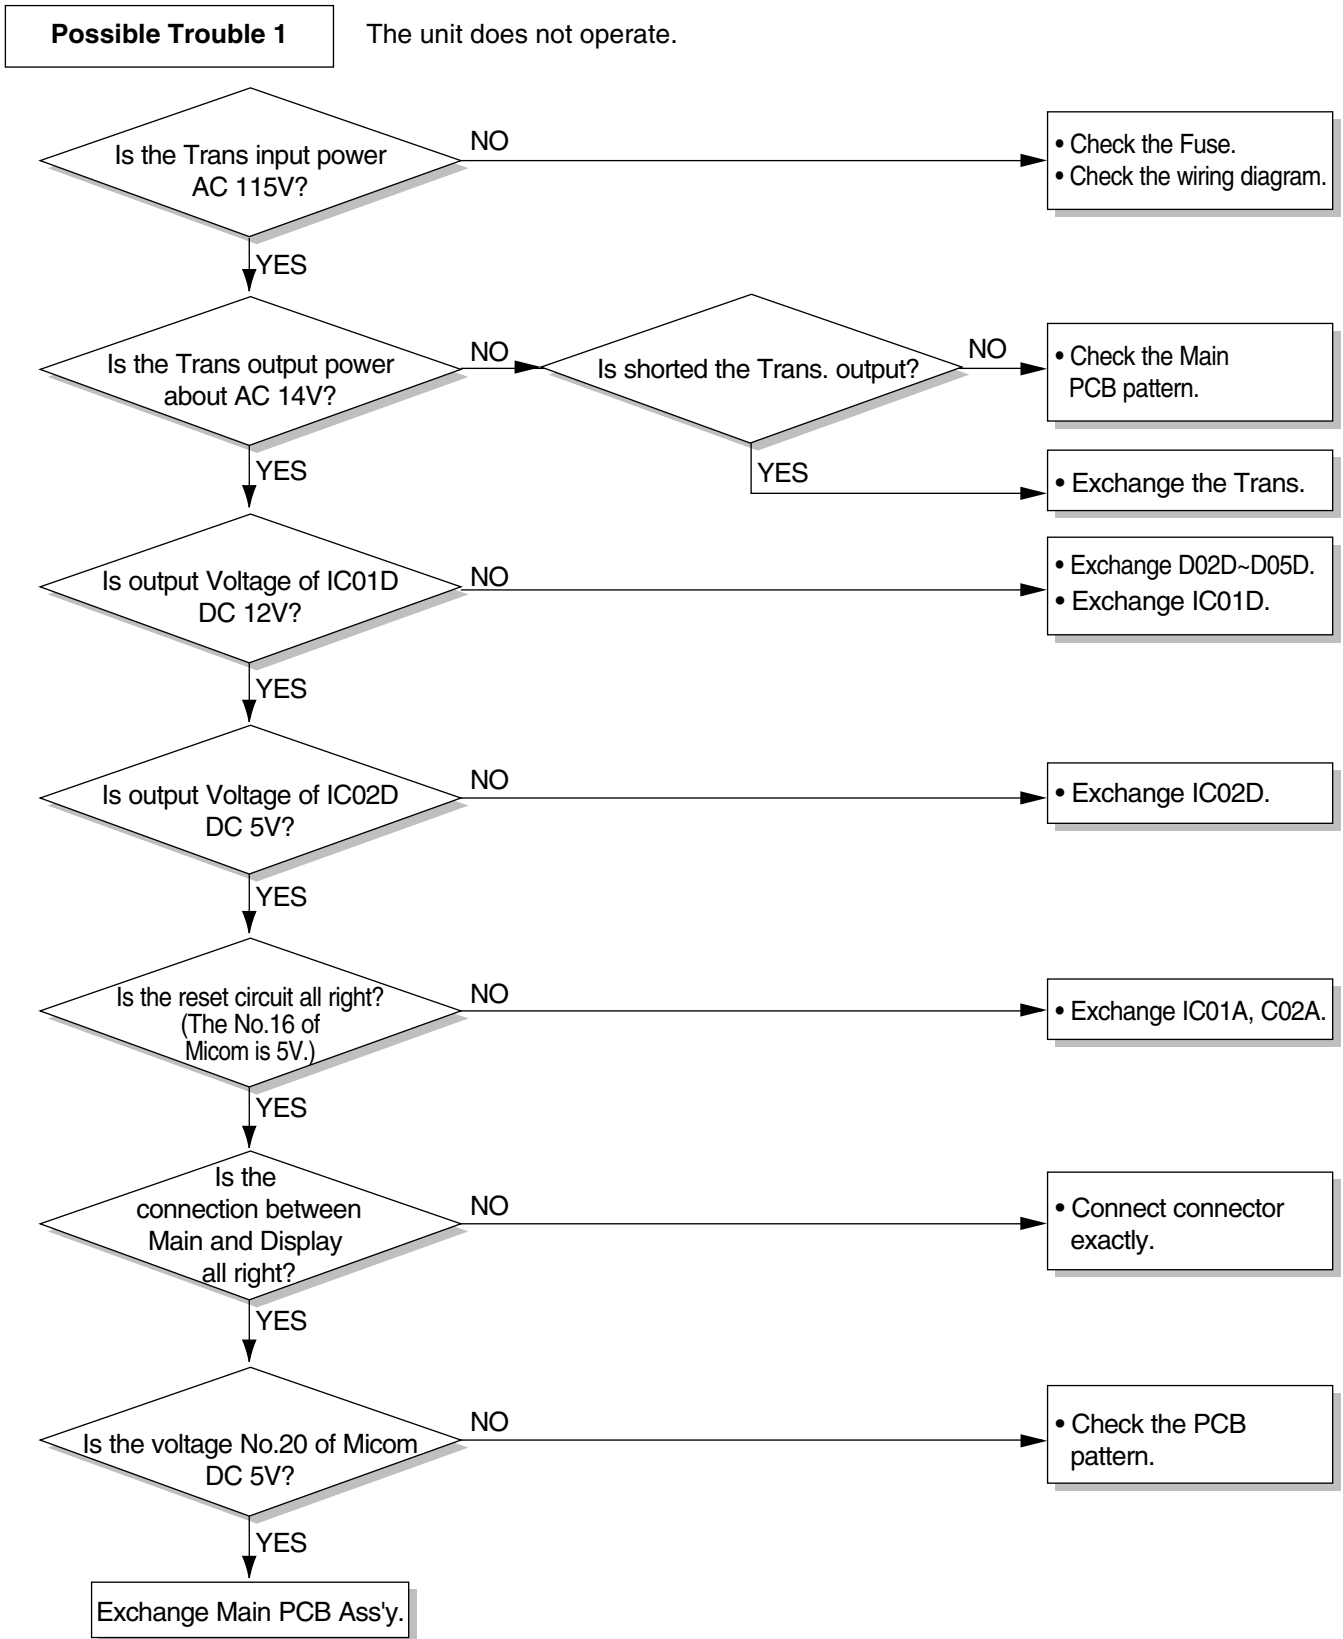 Possible Trouble 1
The unit does not operate.
Is the Trans input power
AC 115V?
NO
• Check the Fuse.
• Check the wiring diagram.
YES
Is the Trans output power
about AC 14V?
NO
Is shorted the Trans. output?
NO
• Check the Main
PCB pattern.
YES
• Exchange the Trans.
YES
Is output Voltage of IC01D
DC 12V?
NO
• Exchange D02D~D05D.
• Exchange IC01D.
YES
Is output Voltage of IC02D
DC 5V?
NO
• Exchange IC02D.
YES
Is the reset circuit all right?
(The No.16 of
Micom is 5V.)
NO
• Exchange IC01A, C02A.
YES
Is the
connection between
Main and Display
all right?
NO
• Connect connector
exactly.
YES
Is the voltage No.20 of Micom
DC 5V?
NO
• Check the PCB
pattern.
YES
Exchange Main PCB Ass'y.